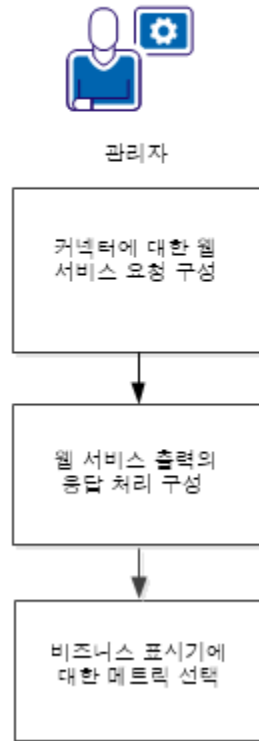 관리자
커넥터에 대한 웹
서비스 요청 구성
웹 서비스 출력의
응답 처리 구성
비즈니스 표시기에
대한 메트릭 선택